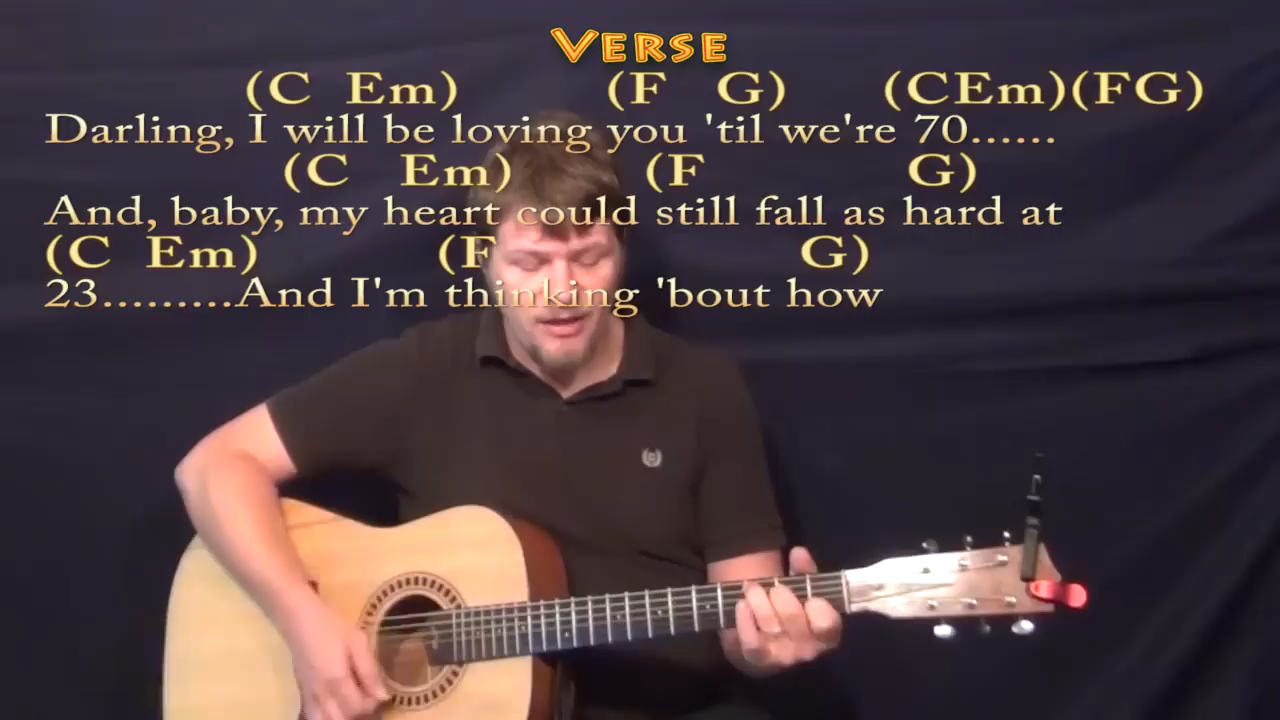 VERSE
(C Em) (F G) (CEm)(FG)
Darling, I will be loving you 'til we're 70......
(C Em) (F G)
And, baby, my heart could still fall as hard at
(C Em) (F G)
23.........And I'm thinking 'bout how